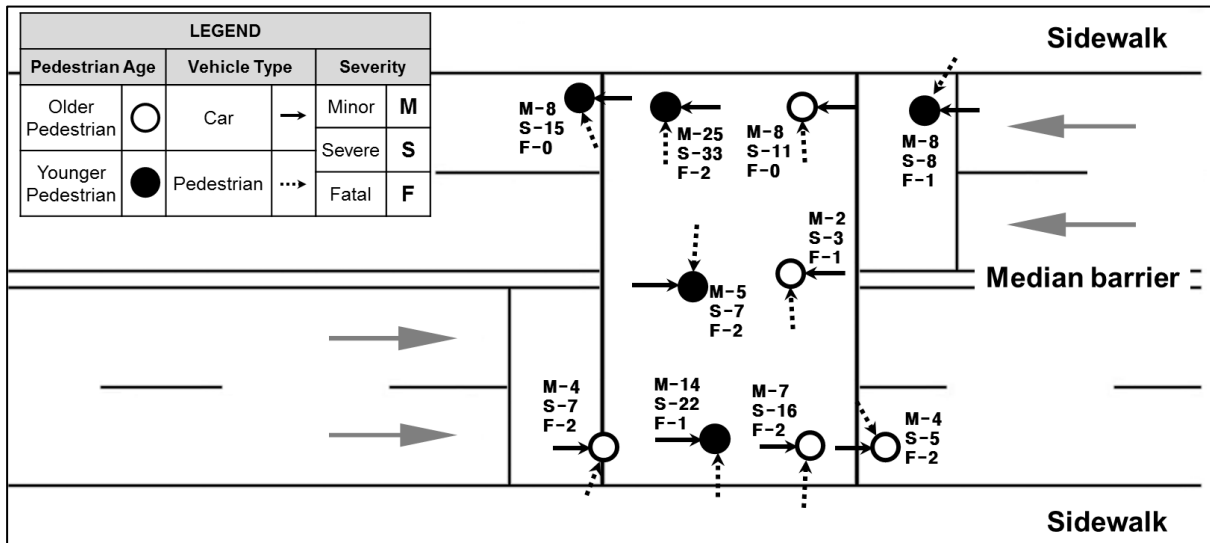 LEGEND
Pedestrian Age Vehicle Type Severity
Older
Pedestrian
Car
Minor M
Severe S
Younger
Pedestrian
Pedestrian
Fatal F
Sidewalk
M-8
S-15
F-0
M-25
S-33
F-2
M-8
S-11
F-0
M-8
S-8
F-1
M-2
S-3
F-1
M-5
S-7
F-2
Median barrier
M-4
S-7
F-2
M-14
S-22
F-1
M-7
S-16
F-2
M-4
S-5
F-2
Sidewalk